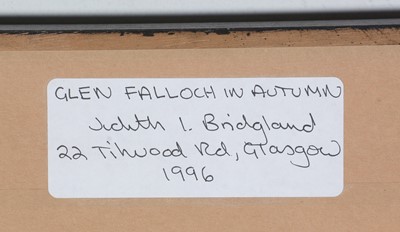 GLEN FALLOCH IN AUTUMN
Judith I. Bridgland
22 Tinwood Rd, Glasgow
1996